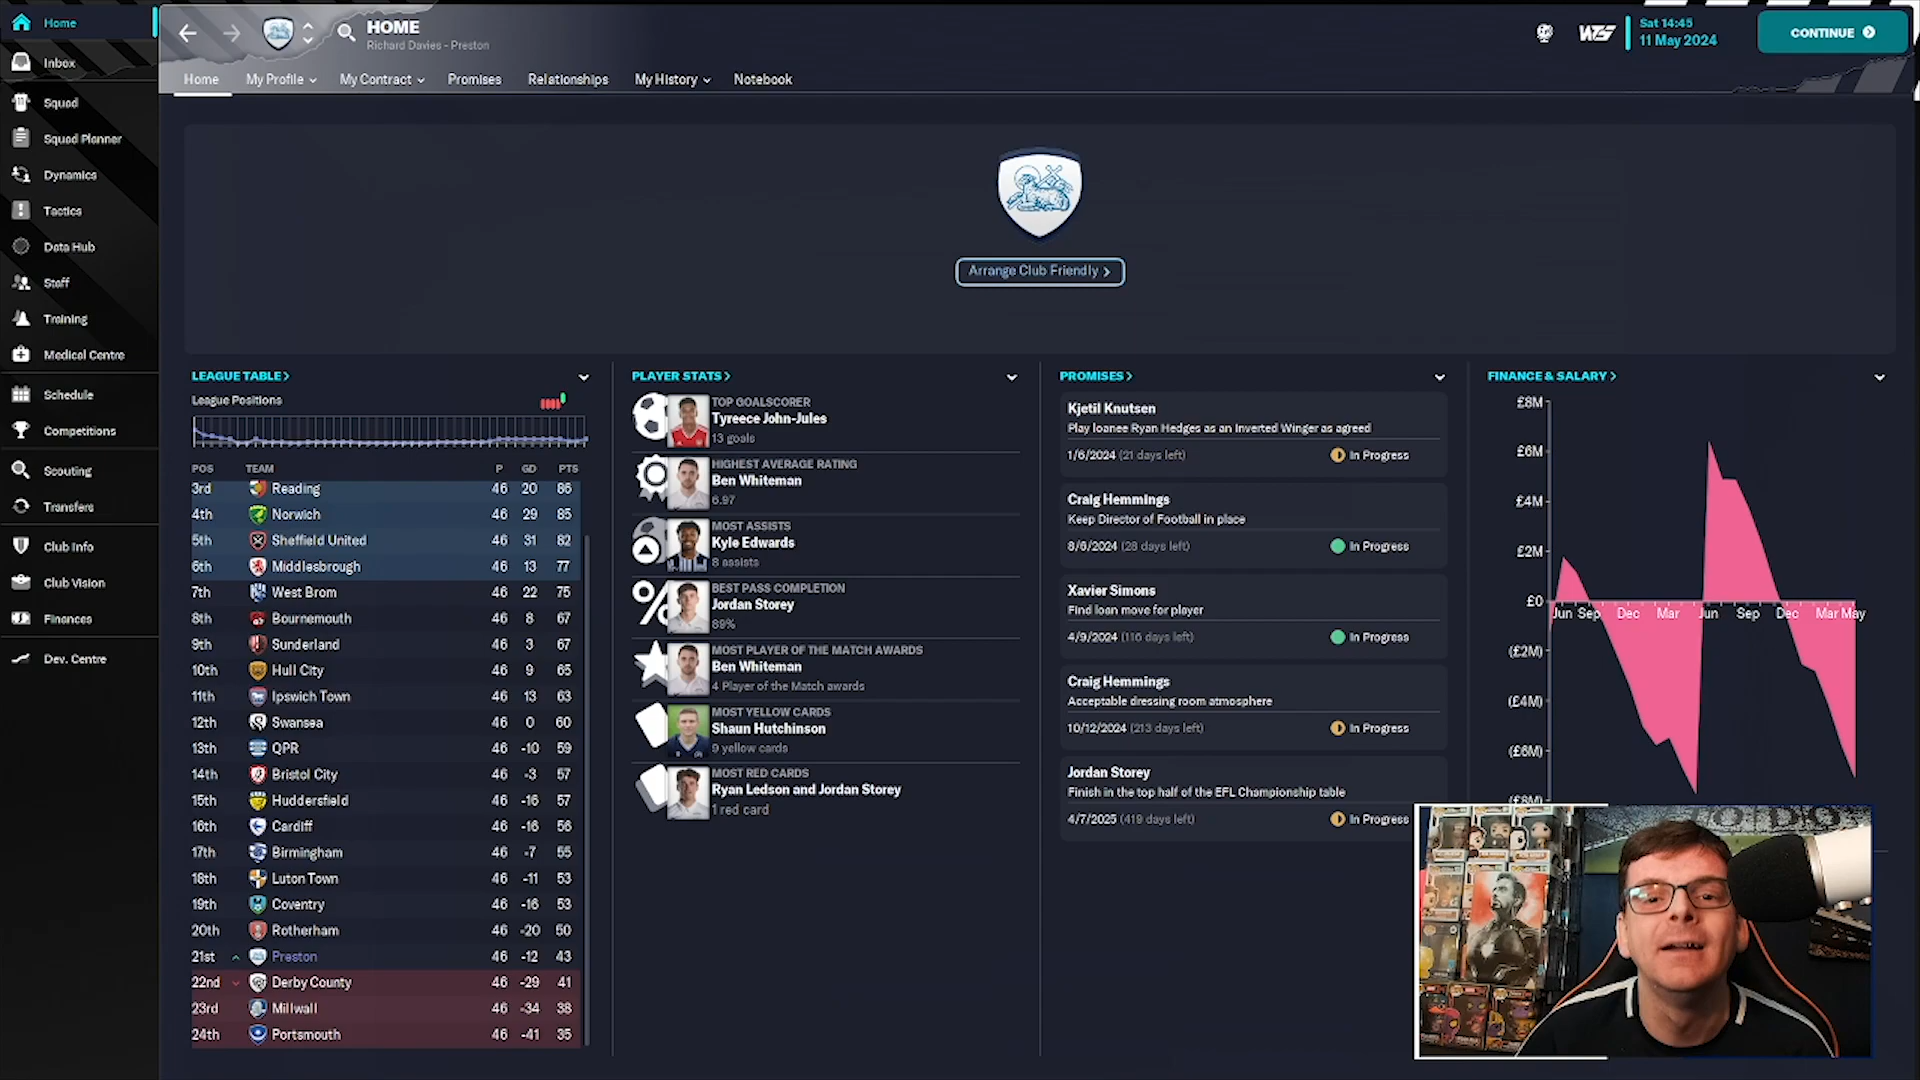 Home
Inbox
Squad
Squad Planner
Dynamics
Tactics
Data Hub
Staff
Training
Medical Centre
Schedule
Competitions
Scouting
Transfers
Club Info
Club Vision
Finances
Dev. Centre
HOME
Richard Davies - Preston
Sat 14:45
11 May 2024
CONTINUE
Home My Profile My Contract Promises Relationships My History Notebook
Arrange Club Friendly >
LEAGUE TABLE >
League Positions
POS TEAM P GD PTS
3rd Reading 46 20 86
4th Norwich 46 29 85
5th Sheffield United 46 31 82
6th Middlesbrough 46 13 77
7th West Brom 46 22 75
8th Bournemouth 46 8 67
9th Sunderland 46 3 67
10th Hull City 46 9 65
11th Ipswich Town 46 13 63
12th Swansea 46 0 60
13th QPR 46 -10 59
14th Bristol City 46 -3 57
15th Huddersfield 46 -16 57
16th Cardiff 46 -16 56
17th Birmingham 46 -7 55
18th Luton Town 46 -11 53
19th Coventry 46 -16 53
20th Rotherham 46 -20 50
21st Preston 46 -12 43
22nd Derby County 46 -29 41
23rd Millwall 46 -34 38
24th Portsmouth 46 -41 35
PLAYER STATS >
TOP GOALSCORER
Tyreece John-Jules
13 goals
HIGHEST AVERAGE RATING
Ben Whiteman
6.97
MOST ASSISTS
Kyle Edwards
8 assists
BEST PASS COMPLETION
Jordan Storey
89%
MOST PLAYER OF THE MATCH AWARDS
Ben Whiteman
4 Player of the Match awards
MOST YELLOW CARDS
Shaun Hutchinson
9 yellow cards
MOST RED CARDS
Ryan Ledson and Jordan Storey
1 red card
PROMISES >
Kjetil Knutsen
Play loanee Ryan Hedges as an Inverted Winger as agreed
1/6/2024 (21 days left) In Progress
Craig Hemmings
Keep Director of Football in place
8/6/2024 (28 days left) In Progress
Xavier Simons
Find loan move for player
4/9/2024 (116 days left) In Progress
Craig Hemmings
Acceptable dressing room atmosphere
10/12/2024 (213 days left) In Progress
Jordan Storey
Finish in the top half of the EFL Championship table
4/7/2025 (419 days left) In Progress
FINANCE & SALARY >
£8M
£6M
£4M
£2M
£0
Jun Sep Dec Mar Jun Sep Dec Mar May
(£2M)
(£4M)
(£6M)
(£8M)